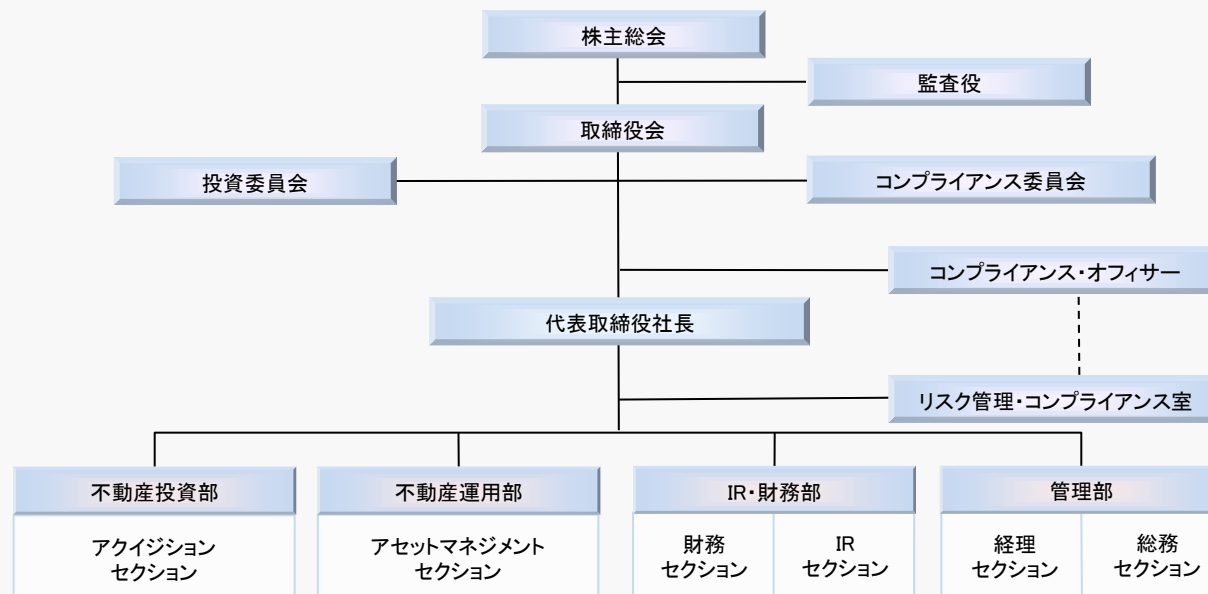 株主総会
監査役
取締役会
投資委員会
コンプライアンス委員会
コンプライアンス・オフィサー
代表取締役社長
リスク管理・コンプライアンス室
不動産投資部
不動産運用部
IR・財務部
管理部
アクイジション
セクション
アセットマネジメント
セクション
財務
セクション
IR
セクション
経理
セクション
総務
セクション